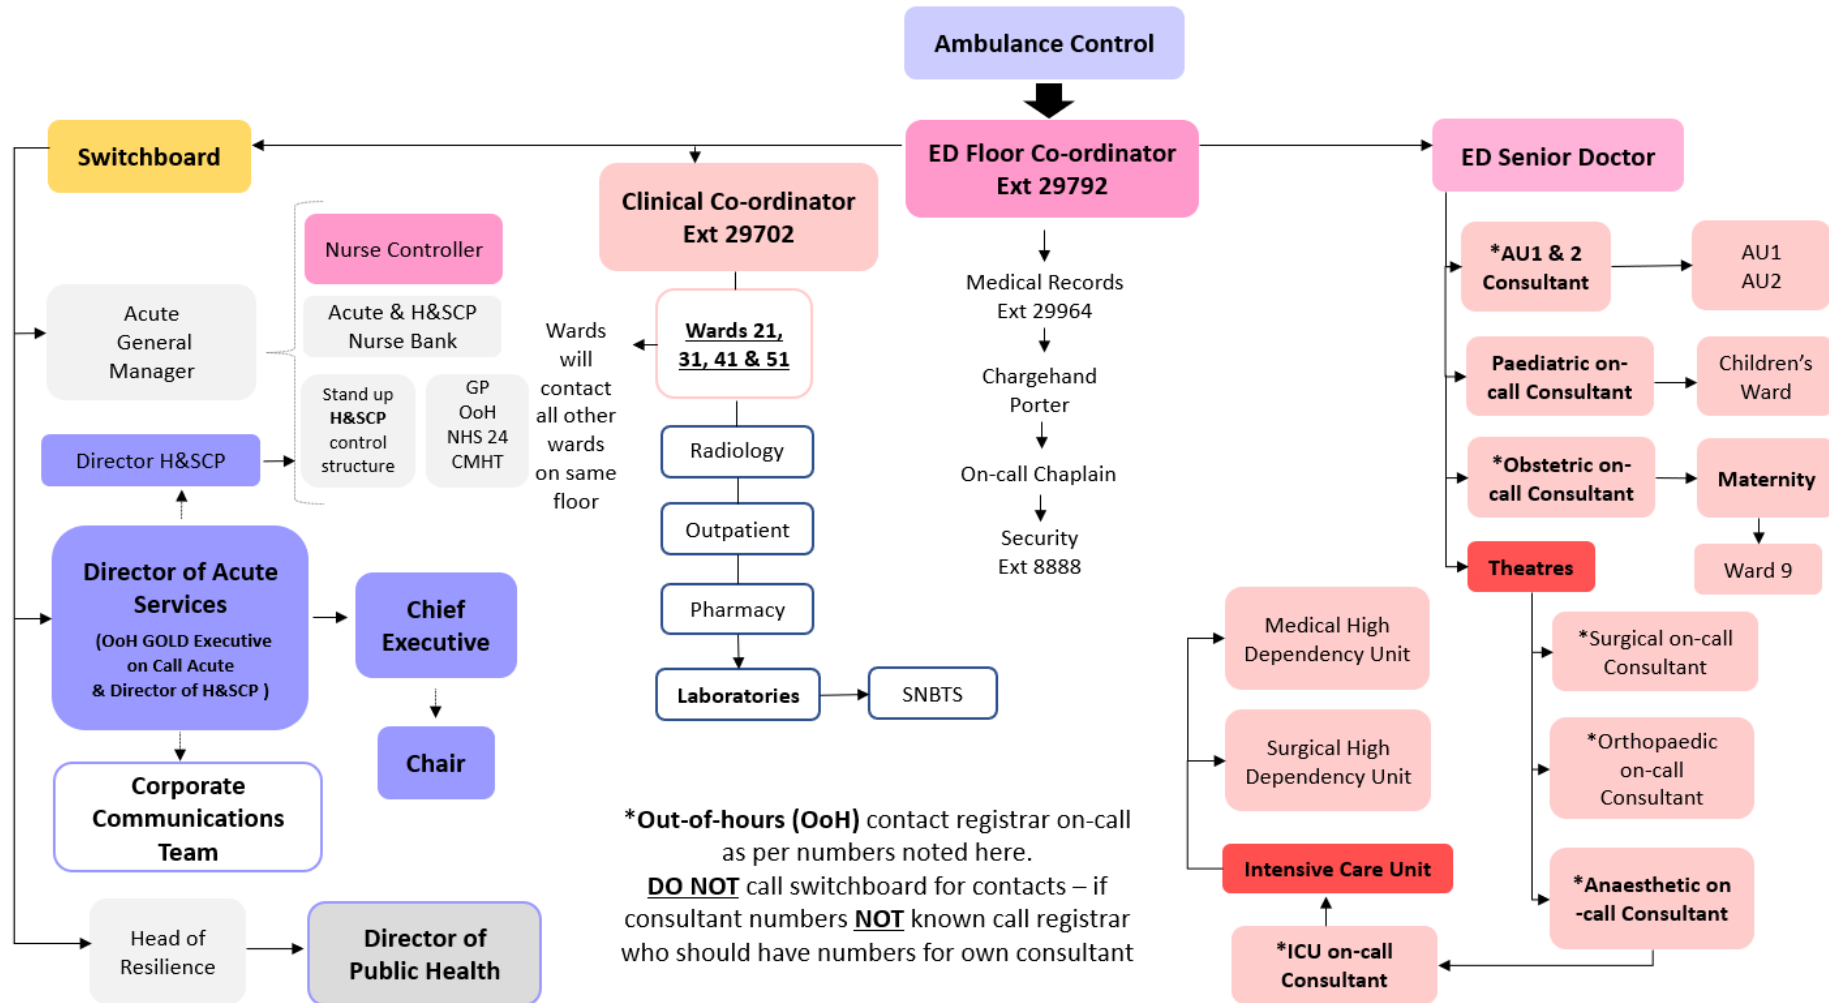 Ambulance Control
Switchboard
ED Floor Co-ordinator
Ext 29792
ED Senior Doctor
Clinical Co-ordinator
Ext 29702
Nurse Controller
Acute & H&SCP
Nurse Bank
Acute
General
Manager
Stand up
H&SCP
control
structure
GP
OoH
NHS 24
CMHT
Director H&SCP
Director of Acute
Services
(OoH GOLD Executive
on Call Acute
& Director of H&SCP )
Chief
Executive
Chair
Corporate
Communications
Team
Head of
Resilience
Director of
Public Health
Wards
will
contact
all other
wards
on same
floor
Wards 21,
31, 41 & 51
Radiology
Outpatient
Pharmacy
Laboratories
SNBTS
Medical Records
Ext 29964
Chargehand
Porter
On-call Chaplain
Security
Ext 8888
*AU1 & 2
Consultant
AU1
AU2
Paediatric on-
call Consultant
Children’s
Ward
*Obstetric on-
call Consultant
Maternity
Ward 9
Theatres
*Surgical on-call
Consultant
*Orthopaedic
on-call
Consultant
*Anaesthetic on
-call Consultant
*ICU on-call
Consultant
Intensive Care Unit
Medical High
Dependency Unit
Surgical High
Dependency Unit
*Out-of-hours (OoH) contact registrar on-call
as per numbers noted here.
DO NOT call switchboard for contacts – if
consultant numbers NOT known call registrar
who should have numbers for own consultant